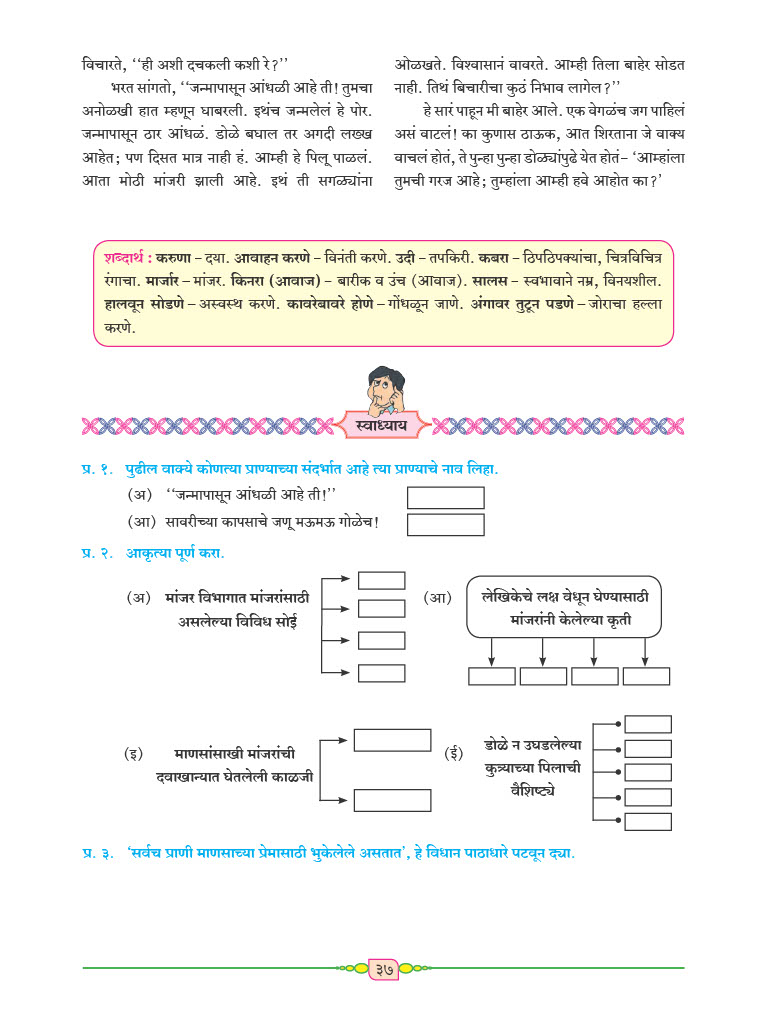 विचारते, ‘‘ही अशी दचकली कशी रे?’’
भरत सांगतो, ‘‘जन्मापासून आंधळी आहे ती! तुमचा
अनोळखी हात म्हणून घाबरली. इथंच जन्मलेलं हे पोर.
जन्मापासून ठार आंधळं. डोळे बघाल तर अगदी लख्ख
आहेत; पण दिसत मात्र नाही हं. आम्ही हे पिलू पाळलं.
आता मोठी मांजरी झाली आहे. इथं ती सगळ्यांना
ओळखते. विश्वासानं वावरते. आम्ही तिला बाहेर सोडत
नाही. तिथं बिचारीचा कुठं निभाव लागेल?’’
हे सारं पाहून मी बाहेर आले. एक वेगळंच जग पाहिलं
असं वाटलं! का कुणास ठाऊक, आत शिरताना जे वाक्य
वाचलं होतं, ते पुन्हा पुन्हा डोळ्यांपुढे येत होतं– ‘आम्हांला
तुमची गरज आहे; तुम्हांला आम्ही हवे आहोत का?’
शब्दार्थ : करुणा – दया. आवाहन करणे – विनंती करणे. उदी – तपकिरी. कबरा – ठिपठिपक्यांचा, चित्रविचित्र
रंगाचा. मार्जार – मांजर. किनरा (आवाज) – बारीक व उंच (आवाज). सालस – स्वभावाने नम्र, विनयशील.
हालवून सोडणे – अस्वस्थ करणे. कावरेबावरे होणे – गोंधळून जाणे. अंगावर तुटून पडणे – जोराचा हल्ला
करणे.
स्वाध्याय
प्र. १. पुढील वाक्ये कोणत्या प्राण्याच्या संदर्भात आहे त्या प्राण्याचे नाव लिहा.
(अ) ‘‘जन्मापासून आंधळी आहे ती!’’
(आ) सावरीच्या कापसाचे जणू मऊमऊ गोळेच!
प्र. २. आकृत्या पूर्ण करा.
(अ) मांजर विभागात मांजरांसाठी
असलेल्या विविध सोई
(आ) लेखिकेचे लक्ष वेधून घेण्यासाठी
मांजरांनी केलेल्या कृती
(इ) माणसांसाखी मांजरांची
दवाखान्यात घेतलेली काळजी
(ई) डोळे न उघडलेल्या
कुत्र्याच्या पिलाची
वैशिष्ट्ये
प्र. ३. ‘सर्वच प्राणी माणसाच्या प्रेमासाठी भुकेलेले असतात’, हे विधान पाठाधारे पटवून द्या.
३७